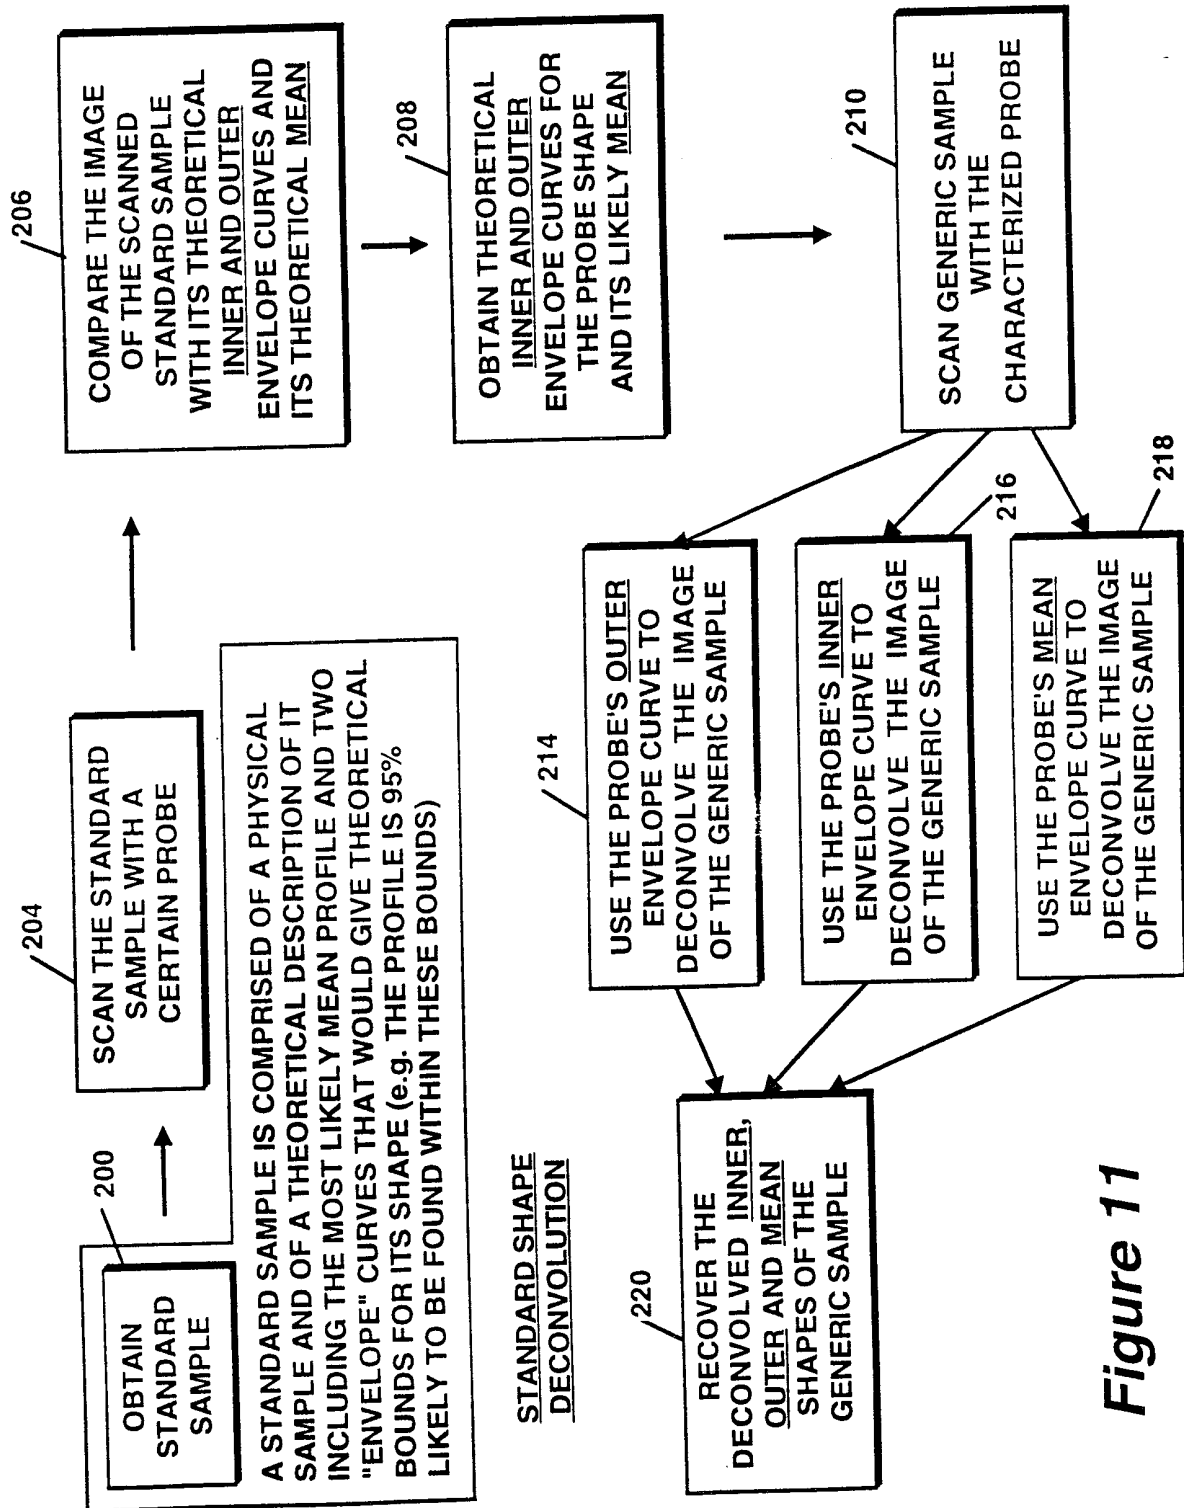 200
OBTAIN
STANDARD
SAMPLE
A STANDARD SAMPLE IS COMPRISED OF A PHYSICAL
SAMPLE AND OF A THEORETICAL DESCRIPTION OF IT
INCLUDING THE MOST LIKELY MEAN PROFILE AND TWO
"ENVELOPE" CURVES THAT WOULD GIVE THEORETICAL
BOUNDS FOR ITS SHAPE (e.g. THE PROFILE IS 95%
LIKELY TO BE FOUND WITHIN THESE BOUNDS)
204
SCAN THE STANDARD
SAMPLE WITH A
CERTAIN PROBE
206
COMPARE THE IMAGE
OF THE SCANNED
STANDARD SAMPLE
WITH ITS THEORETICAL
INNER AND OUTER
ENVELOPE CURVES AND
ITS THEORETICAL MEAN
208
OBTAIN THEORETICAL
INNER AND OUTER
ENVELOPE CURVES FOR
THE PROBE SHAPE
AND ITS LIKELY MEAN
210
SCAN GENERIC SAMPLE
WITH THE
CHARACTERIZED PROBE
214
USE THE PROBE'S OUTER
ENVELOPE CURVE TO
DECONVOLVE THE IMAGE
OF THE GENERIC SAMPLE
216
USE THE PROBE'S INNER
ENVELOPE CURVE TO
DECONVOLVE THE IMAGE
OF THE GENERIC SAMPLE
218
USE THE PROBE'S MEAN
ENVELOPE CURVE TO
DECONVOLVE THE IMAGE
OF THE GENERIC SAMPLE
STANDARD SHAPE
DECONVOLUTION
220
RECOVER THE
DECONVOLVED INNER,
OUTER AND MEAN
SHAPES OF THE
GENERIC SAMPLE
Figure 11